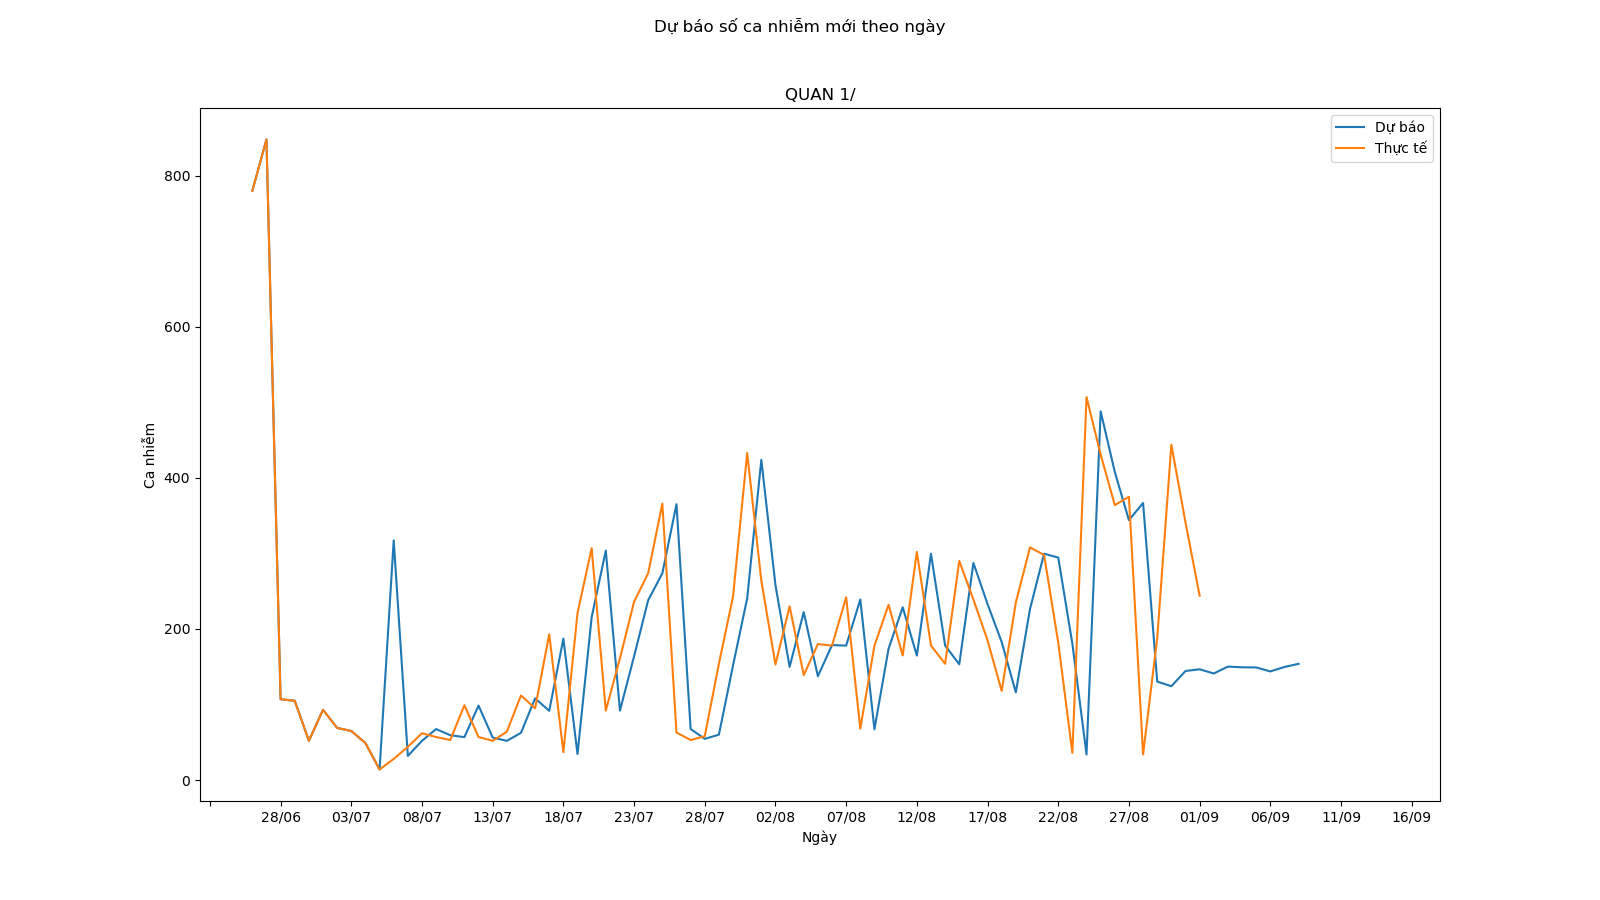 Dự báo số ca nhiễm mới theo ngày
QUAN 1/
Dự báo
Thực tế
800
600
400
200
0
Ca nhiễm
28/06 03/07 08/07 13/07 18/07 23/07 28/07 02/08 07/08 12/08 17/08 22/08 27/08 01/09 06/09 11/09 16/09
Ngày